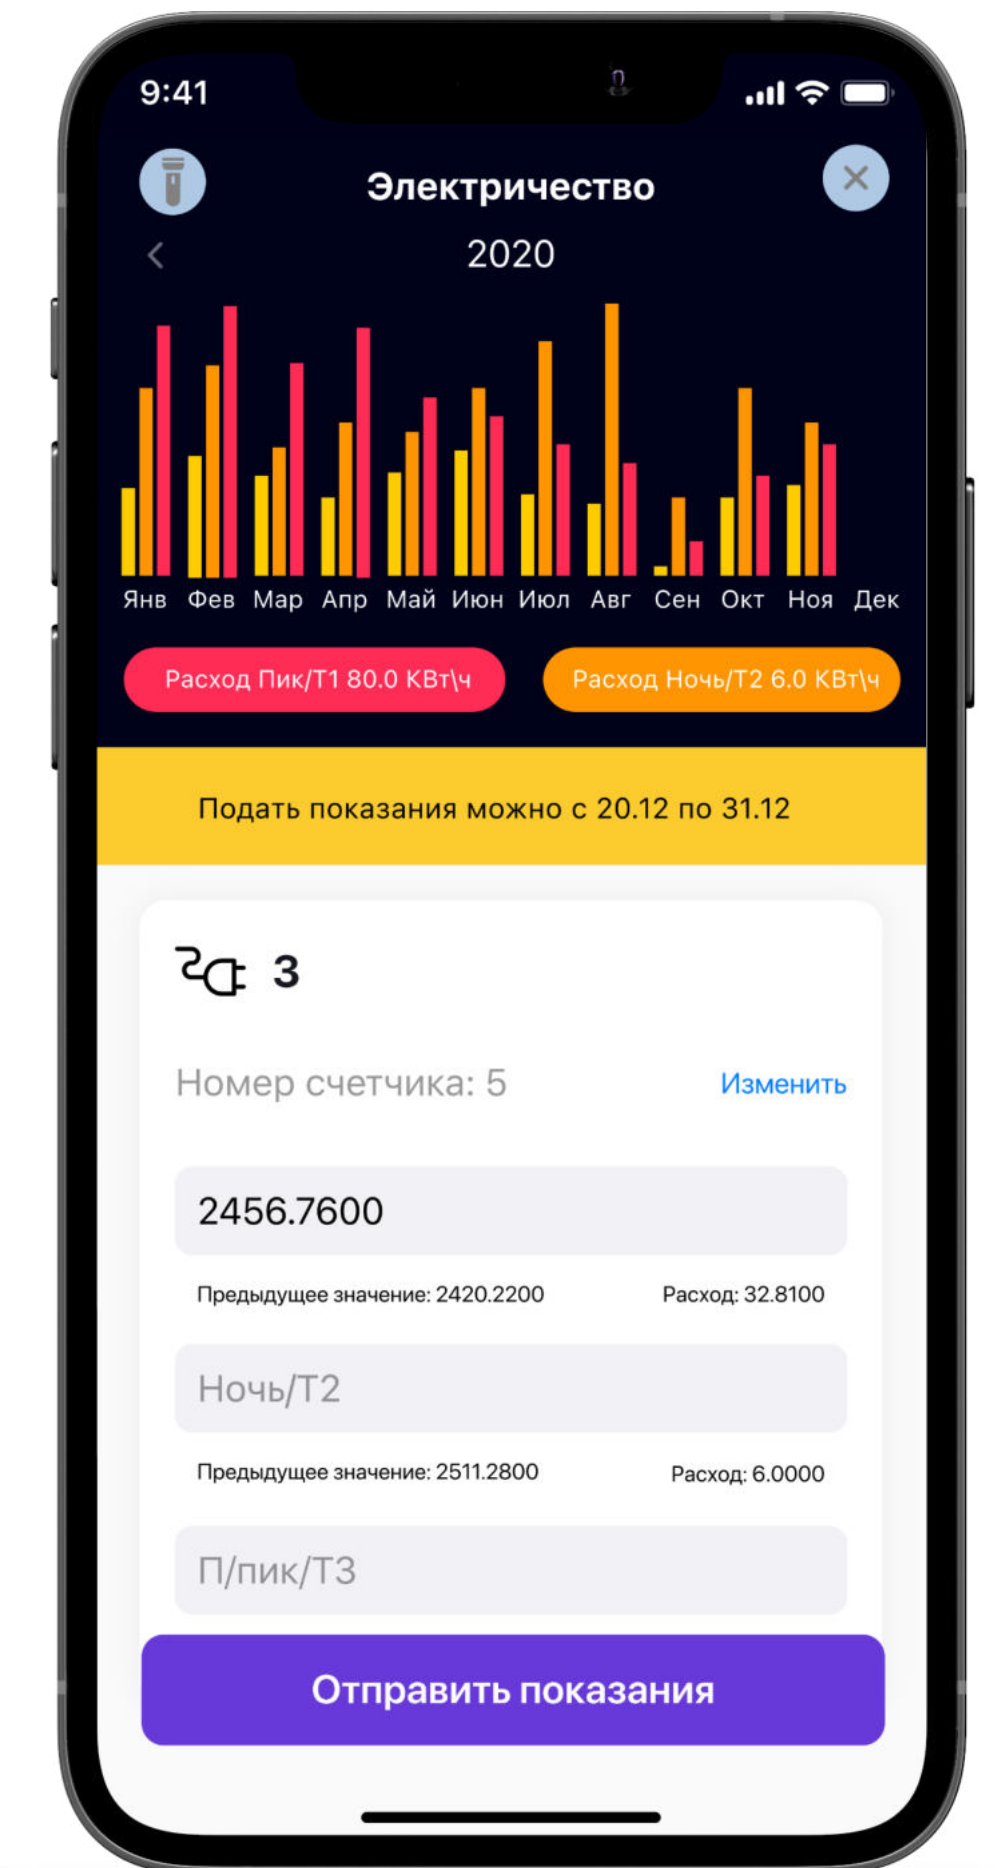 9:41
Электричество
2020
Янв Фев Мар Апр Май Июн Июл Авг Сен Окт Ноя Дек
Расход Пик/Т1 80.0 КВт\ч Расход Ночь/Т2 6.0 КВт\ч
Подать показания можно с 20.12 по 31.12
3
Номер счетчика: 5 Изменить
2456.7600
Предыдущее значение: 2420.2200 Расход: 32.8100
Ночь/Т2
Предыдущее значение: 2511.2800 Расход: 6.0000
П/пик/Т3
Отправить показания